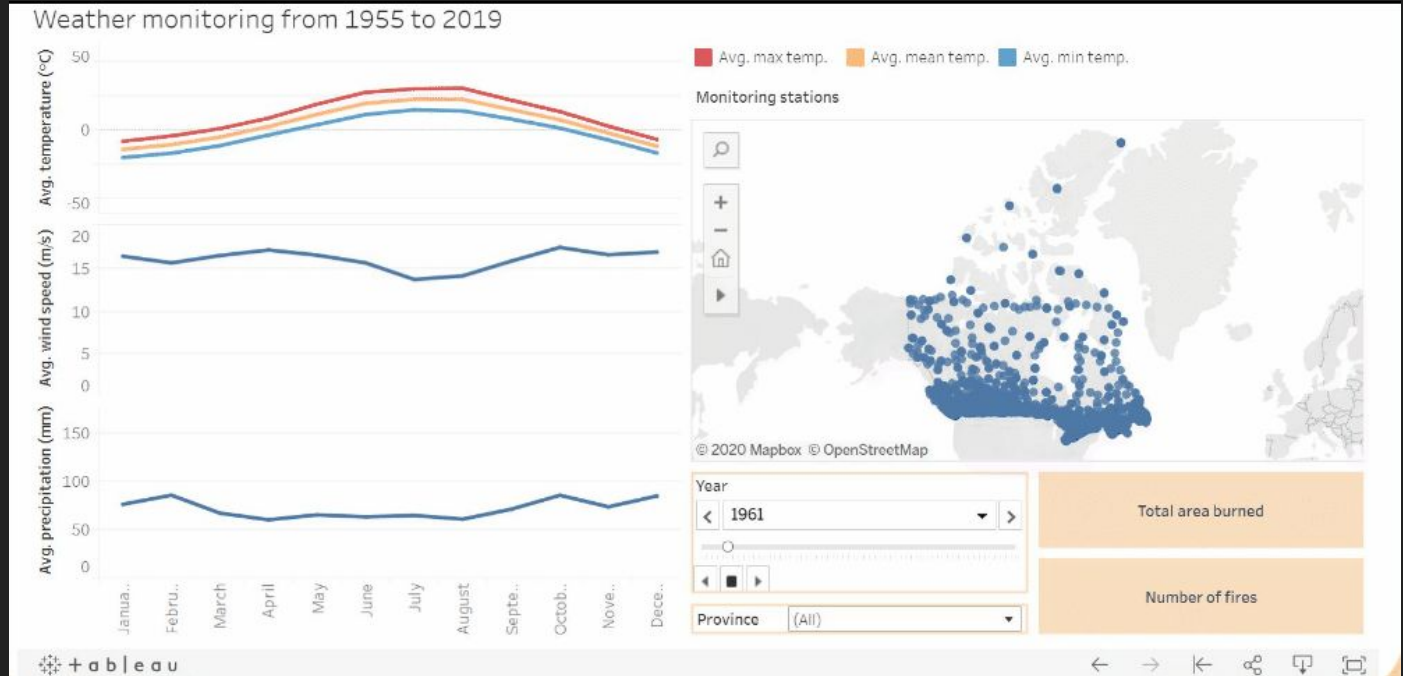 Weather monitoring from 1955 to 2019
Avg. temperature (°C)
50
0
-50
Avg. wind speed (m/s)
20
15
10
5
0
Avg. precipitation (mm)
150
100
50
0
Janua..
Febru..
March
April
May
June
July
August
Septe..
Octob..
Nove..
Dece..
Avg. max temp.
Avg. mean temp.
Avg. min temp.
Monitoring stations
© 2020 Mapbox © OpenStreetMap
Year
1961
Province
(All)
Total area burned
Number of fires
+ableau